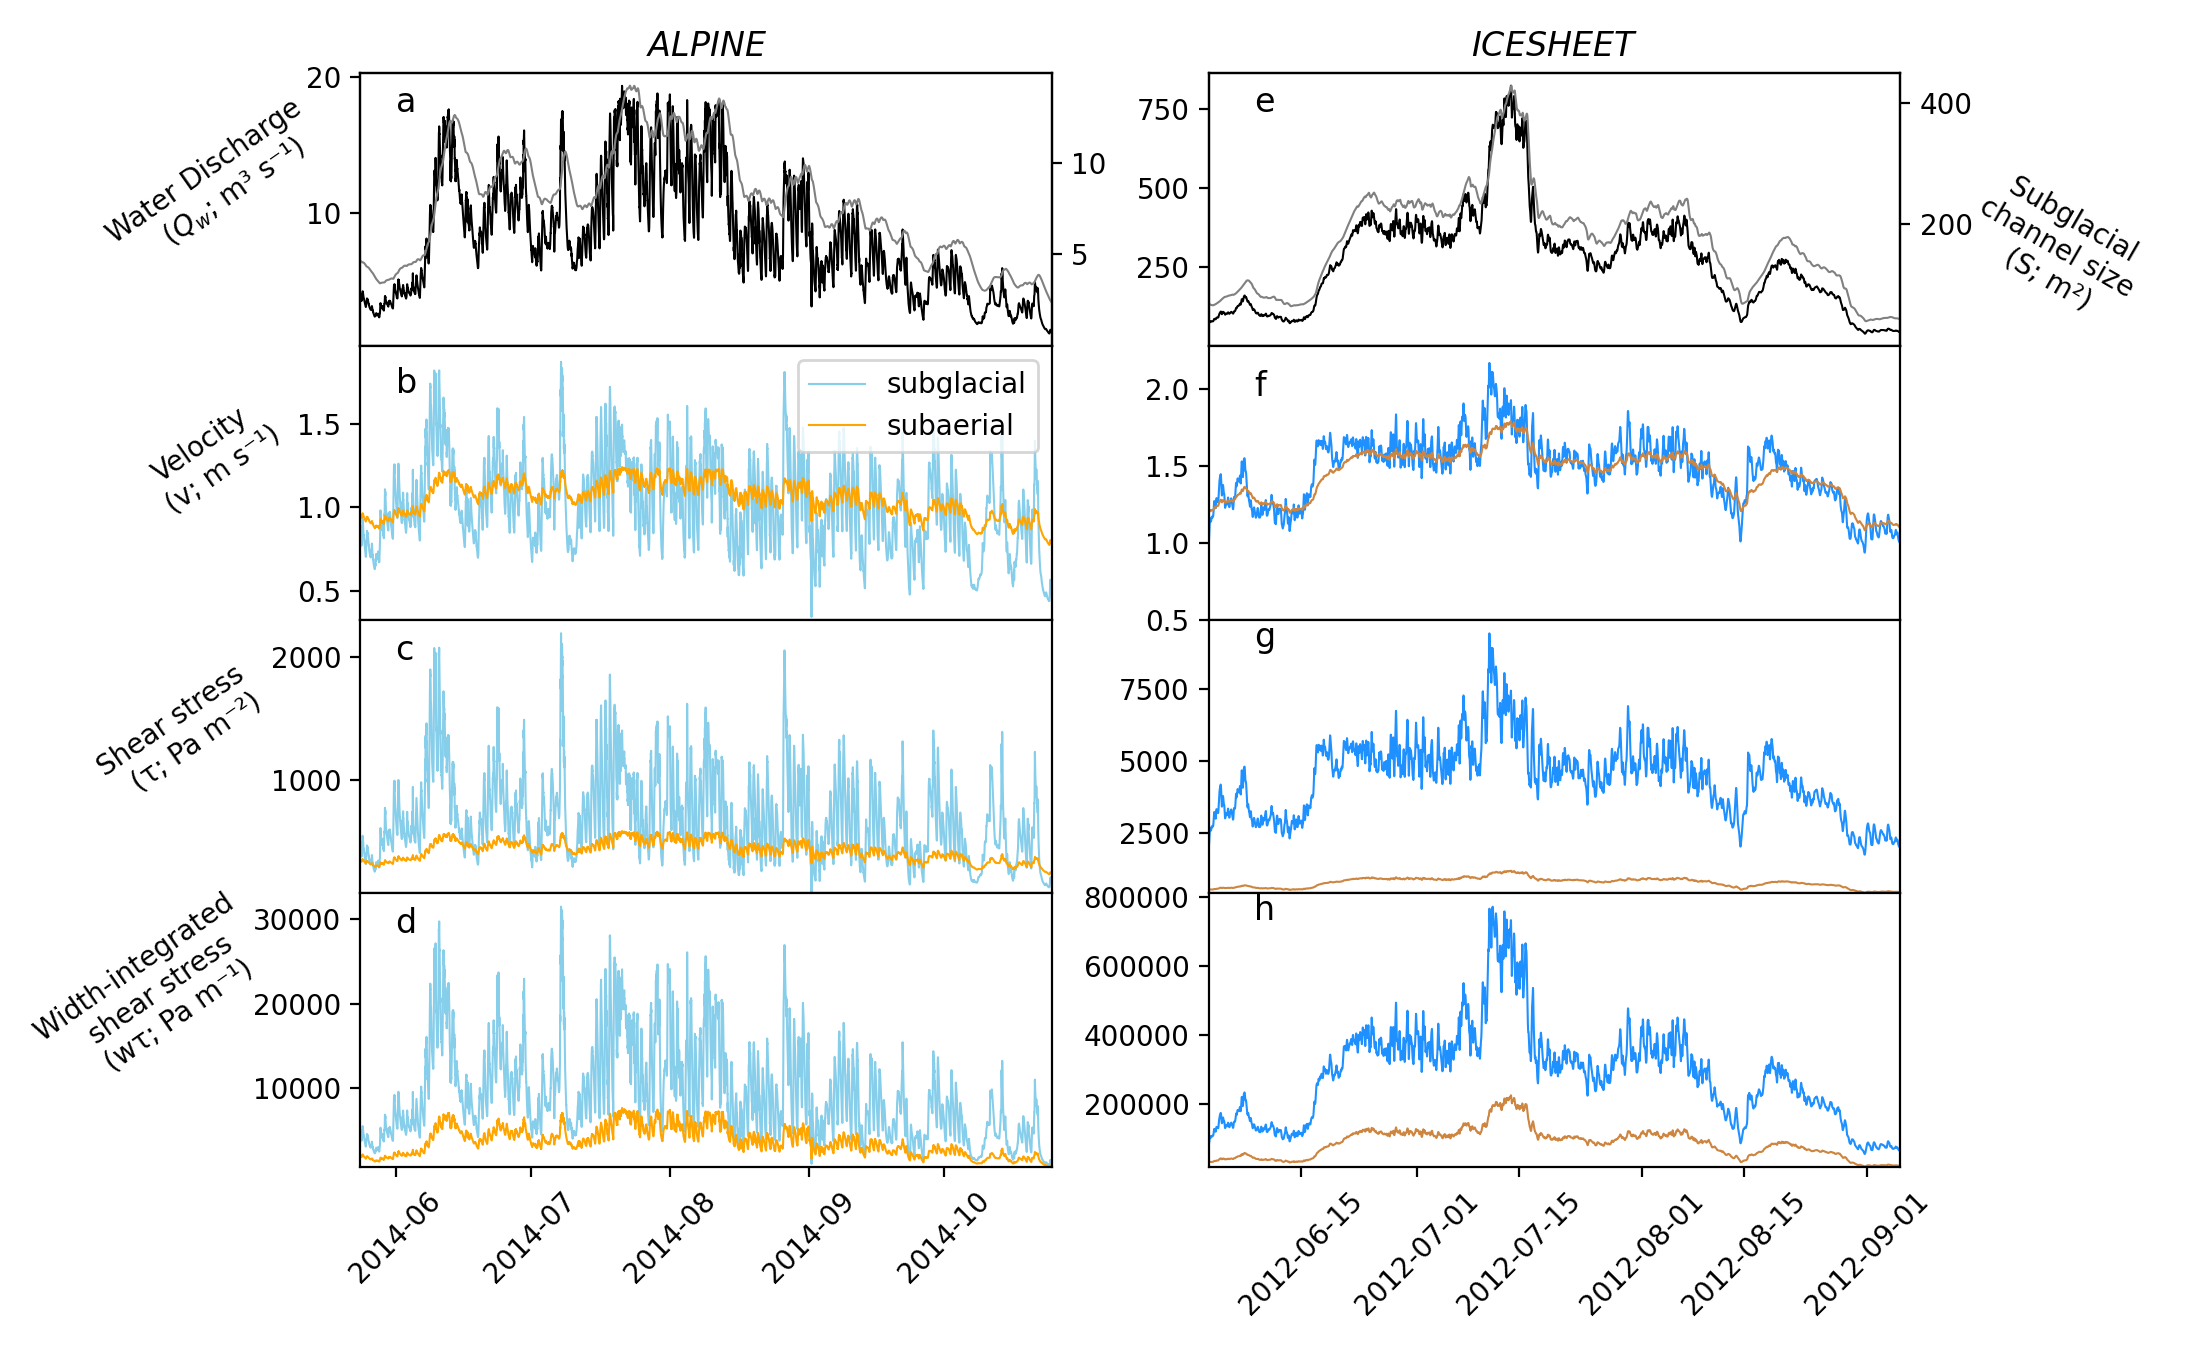 ALPINE
ICESHEET
Water Discharge
(Qw; m³ s⁻¹)
20
10
a
10
5
750
500
250
e
400
200
Subglacial
channel size
(S; m²)
Velocity
(v; m s⁻¹)
1.5
1.0
0.5
b
subglacial
subaerial
2.0
1.5
1.0
0.5
f
Shear stress
(τ; Pa m⁻²)
2000
1000
c
7500
5000
2500
g
Width-integrated
shear stress
(wτ; Pa m⁻¹)
30000
20000
10000
d
800000
600000
400000
200000
h
2014-06
2014-07
2014-08
2014-09
2014-10
2012-06-15
2012-07-01
2012-07-15
2012-08-01
2012-08-15
2012-09-01